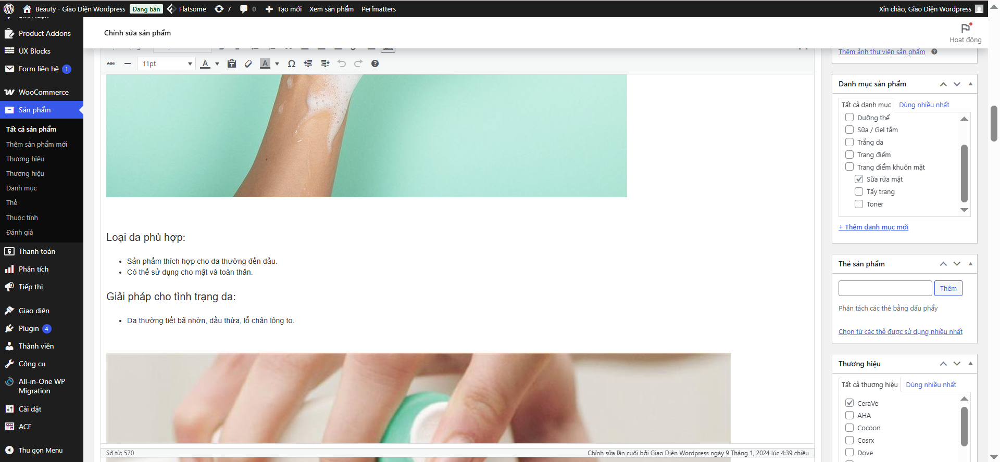 Beauty - Giao Diện Wordpress
Đang bán
Flatsome
7
0
Tạo mới
Xem sản phẩm
Perfmatters
Xin chào, Giao Diện Wordpress
Product Addons
UX Blocks
Form liên hệ 1
WooCommerce
Sản phẩm
Tất cả sản phẩm
Thêm sản phẩm mới
Thương hiệu
Thương hiệu
Danh mục
Thẻ
Thuộc tính
Đánh giá
Thanh toán
Phân tích
Tiếp thị
Giao diện
Plugin 4
Thành viên
Công cụ
All-in-One WP
Migration
Cài đặt
ACF
Thu gọn Menu
Chỉnh sửa sản phẩm
Hoạt động
ABC
11pt
A
A
Ω
Loại da phù hợp:
• Sản phẩm thích hợp cho da thường đến dầu.
• Có thể sử dụng cho mặt và toàn thân.
Giải pháp cho tình trạng da:
• Da thường tiết bã nhờn, dầu thừa, lỗ chân lông to.
Số từ: 570
Chỉnh sửa lần cuối bởi Giao Diện Wordpress ngày 9 Tháng 1, 2024 lúc 4:39 chiều
Thêm ảnh thư viện sản phẩm
Danh mục sản phẩm
Tất cả danh mục
Dùng nhiều nhất
Dưỡng thể
Sữa / Gel tắm
Trắng da
Trang điểm
Trang điểm khuôn mặt
Sữa rửa mặt
Tẩy trang
Toner
+ Thêm danh mục mới
Thẻ sản phẩm
Thêm
Phân tách các thẻ bằng dấu phẩy
Chọn từ các thẻ được sử dụng nhiều nhất
Thương hiệu
Tất cả thương hiệu
Dùng nhiều nhất
CeraVe
AHA
Cocoon
Cosrx
Dove